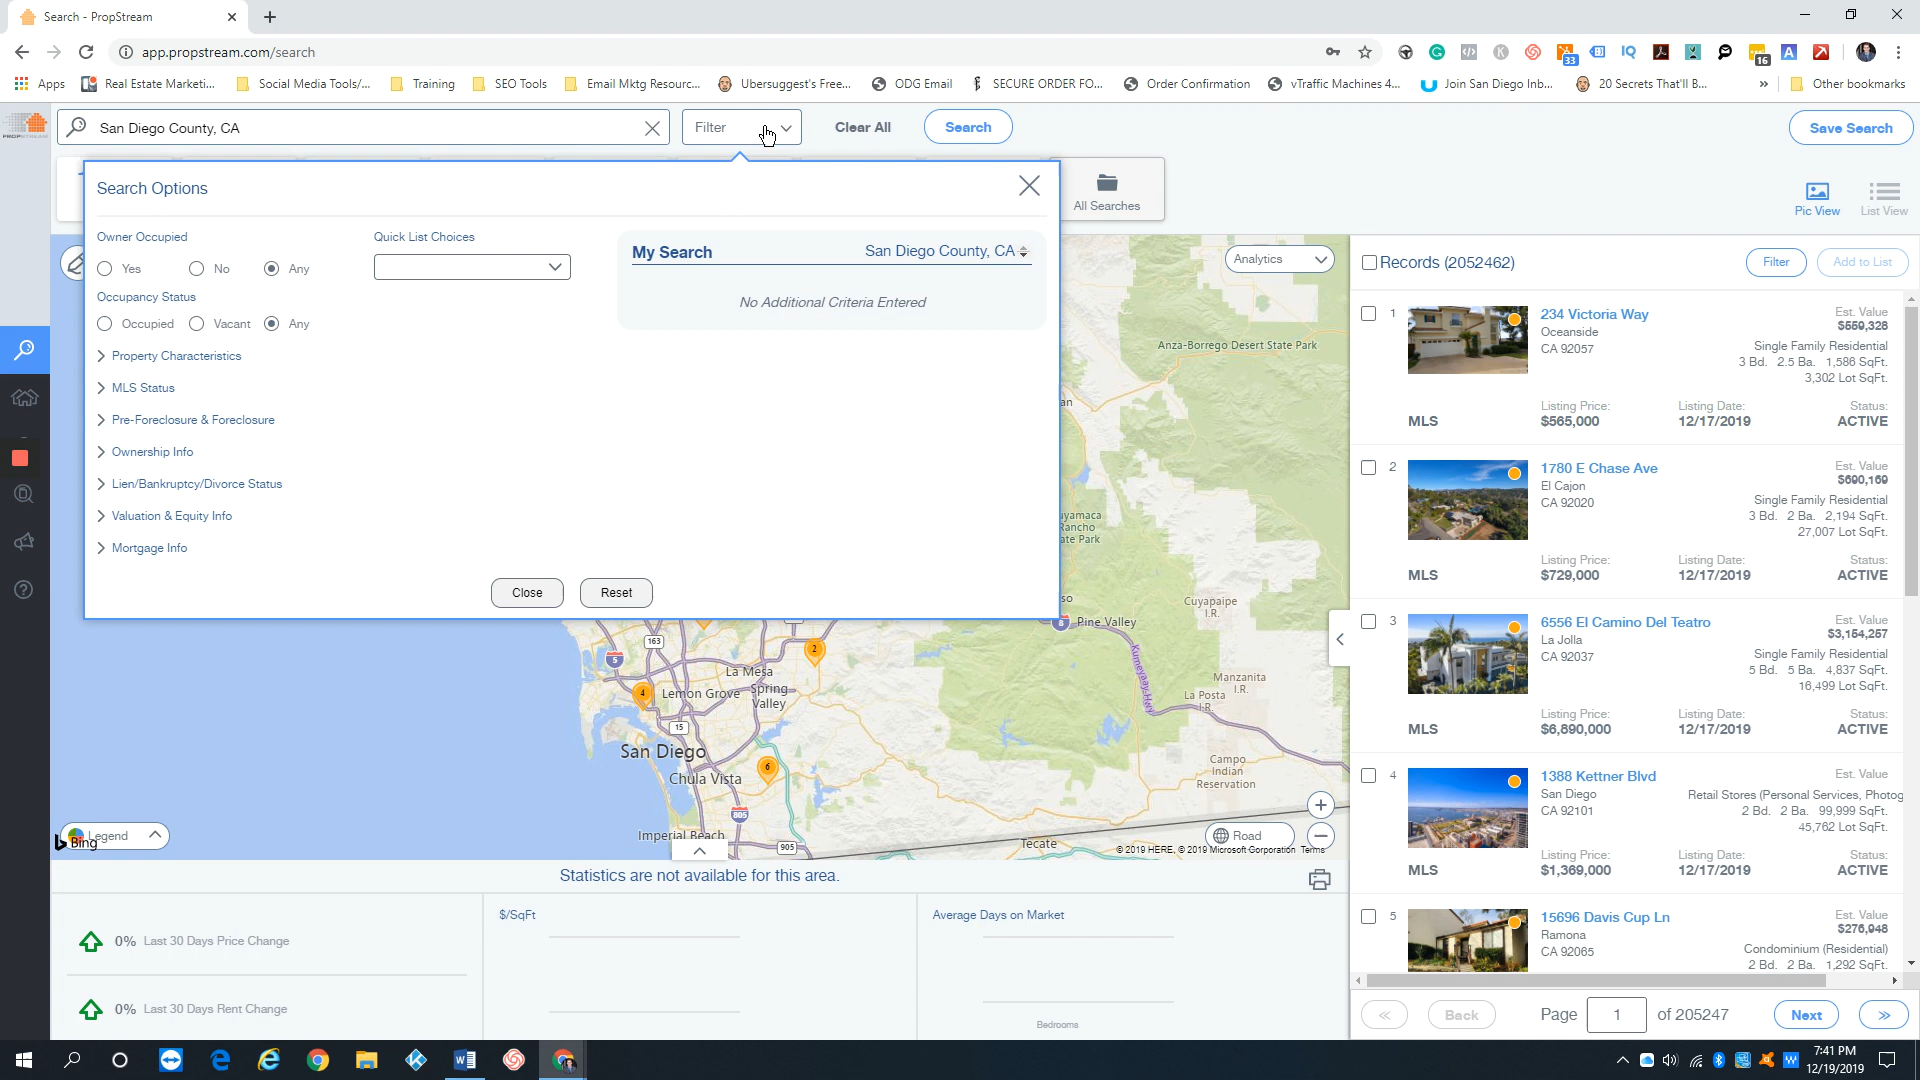 Search - PropStream
app.propstream.com/search
33
16
Apps
Real Estate Marketi...
Social Media Tools/...
Training
SEO Tools
Email Mktg Resourc...
Ubersuggest's Free...
ODG Email
SECURE ORDER FO...
Order Confirmation
vTraffic Machines 4...
Join San Diego Inb...
20 Secrets That'll B...
Other bookmarks
PROPSTREAM
San Diego County, CA
Filter
Clear All
Search
Save Search
All Searches
Pic View
List View
Search Options
Owner Occupied
Yes No Any
Occupancy Status
Occupied Vacant Any
Property Characteristics
MLS Status
Pre-Foreclosure & Foreclosure
Ownership Info
Lien/Bankruptcy/Divorce Status
Valuation & Equity Info
Mortgage Info
Quick List Choices
My Search San Diego County, CA
No Additional Criteria Entered
Close Reset
Analytics
Anza-Borrego Desert State Park
Pine Valley
Cuyapaipe
I.R.
Manzanita
I.R.
La Posta
I.R.
Kumeyaay Hwy
Campo
Indian
Reservation
8
163
5
2
La Mesa
4
Lemon Grove
Spring
Valley
15
San Diego
Chula Vista
6
805
Imperial Beach
905
Tecate
Legend
Bing
Road
© 2019 HERE, © 2019 Microsoft Corporation Terms
Statistics are not available for this area.
0% Last 30 Days Price Change
0% Last 30 Days Rent Change
$/SqFt
Average Days on Market
Bedrooms
Records (2052462)
Filter
Add to List
1
234 Victoria Way
Oceanside
CA 92057
Est. Value
$559,328
Single Family Residential
3 Bd. 2.5 Ba. 1,586 SqFt.
3,302 Lot SqFt.
MLS
Listing Price:
$565,000
Listing Date:
12/17/2019
Status:
ACTIVE
2
1780 E Chase Ave
El Cajon
CA 92020
Est. Value
$690,169
Single Family Residential
3 Bd. 2 Ba. 2,194 SqFt.
27,007 Lot SqFt.
MLS
Listing Price:
$729,000
Listing Date:
12/17/2019
Status:
ACTIVE
3
6556 El Camino Del Teatro
La Jolla
CA 92037
Est. Value
$3,154,257
Single Family Residential
5 Bd. 5 Ba. 4,837 SqFt.
16,499 Lot SqFt.
MLS
Listing Price:
$6,890,000
Listing Date:
12/17/2019
Status:
ACTIVE
4
1388 Kettner Blvd
San Diego
CA 92101
Est. Value
Retail Stores (Personal Services, Photog
2 Bd. 2 Ba. 99,999 SqFt.
45,762 Lot SqFt.
MLS
Listing Price:
$1,369,000
Listing Date:
12/17/2019
Status:
ACTIVE
5
15696 Davis Cup Ln
Ramona
CA 92065
Est. Value
$276,948
Condominium (Residential)
2 Bd. 2 Ba. 1,292 SqFt.
Back
Page 1 of 205247
Next
7:41 PM
12/19/2019